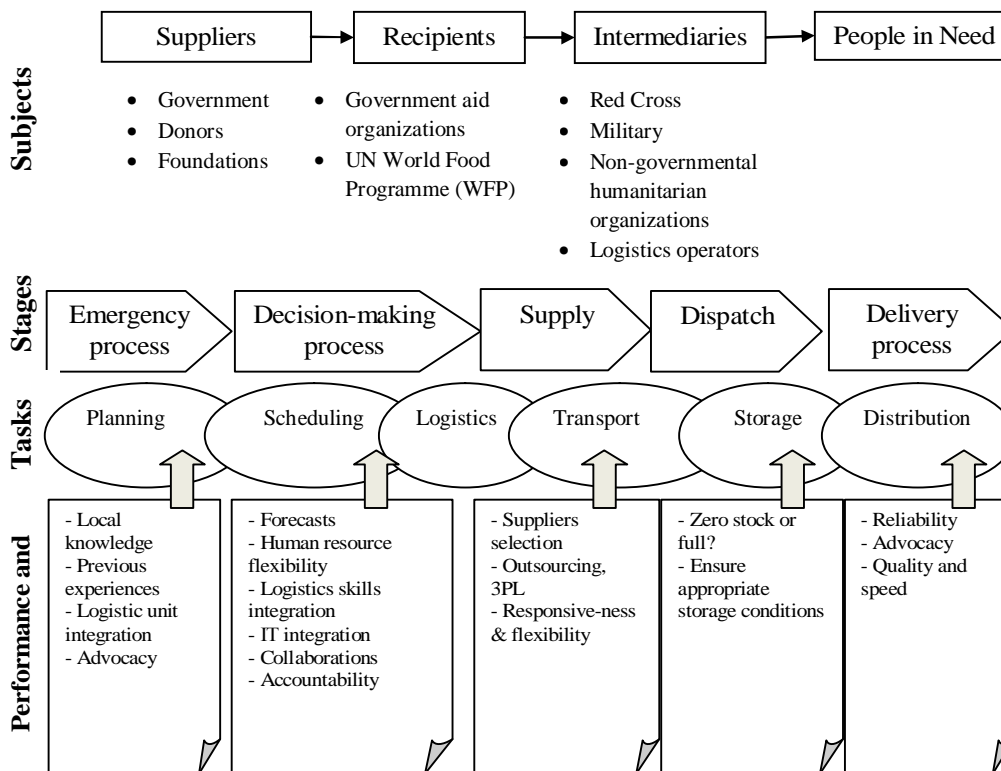 Subjects
Suppliers
Recipients
Intermediaries
People in Need
• Government
• Donors
• Foundations
• Government aid
organizations
• UN World Food
Programme (WFP)
• Red Cross
• Military
• Non-governmental
humanitarian
organizations
• Logistics operators
Stages
Emergency
process
Decision-making
process
Supply
Dispatch
Delivery
process
Tasks
Planning
Scheduling
Logistics
Transport
Storage
Distribution
Performance and
- Local
knowledge
- Previous
experiences
- Logistic unit
integration
- Advocacy
- Forecasts
- Human resource
flexibility
- Logistics skills
integration
- IT integration
- Collaborations
- Accountability
- Suppliers
selection
- Outsourcing,
3PL
- Responsive-ness
& flexibility
- Zero stock or
full?
- Ensure
appropriate
storage conditions
- Reliability
- Advocacy
- Quality and
speed